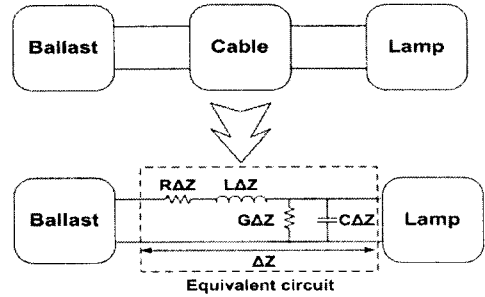 Ballast
Cable
Lamp
RΔZ
LΔZ
Ballast
GΔZ
CΔZ
Lamp
ΔZ
Equivalent circuit